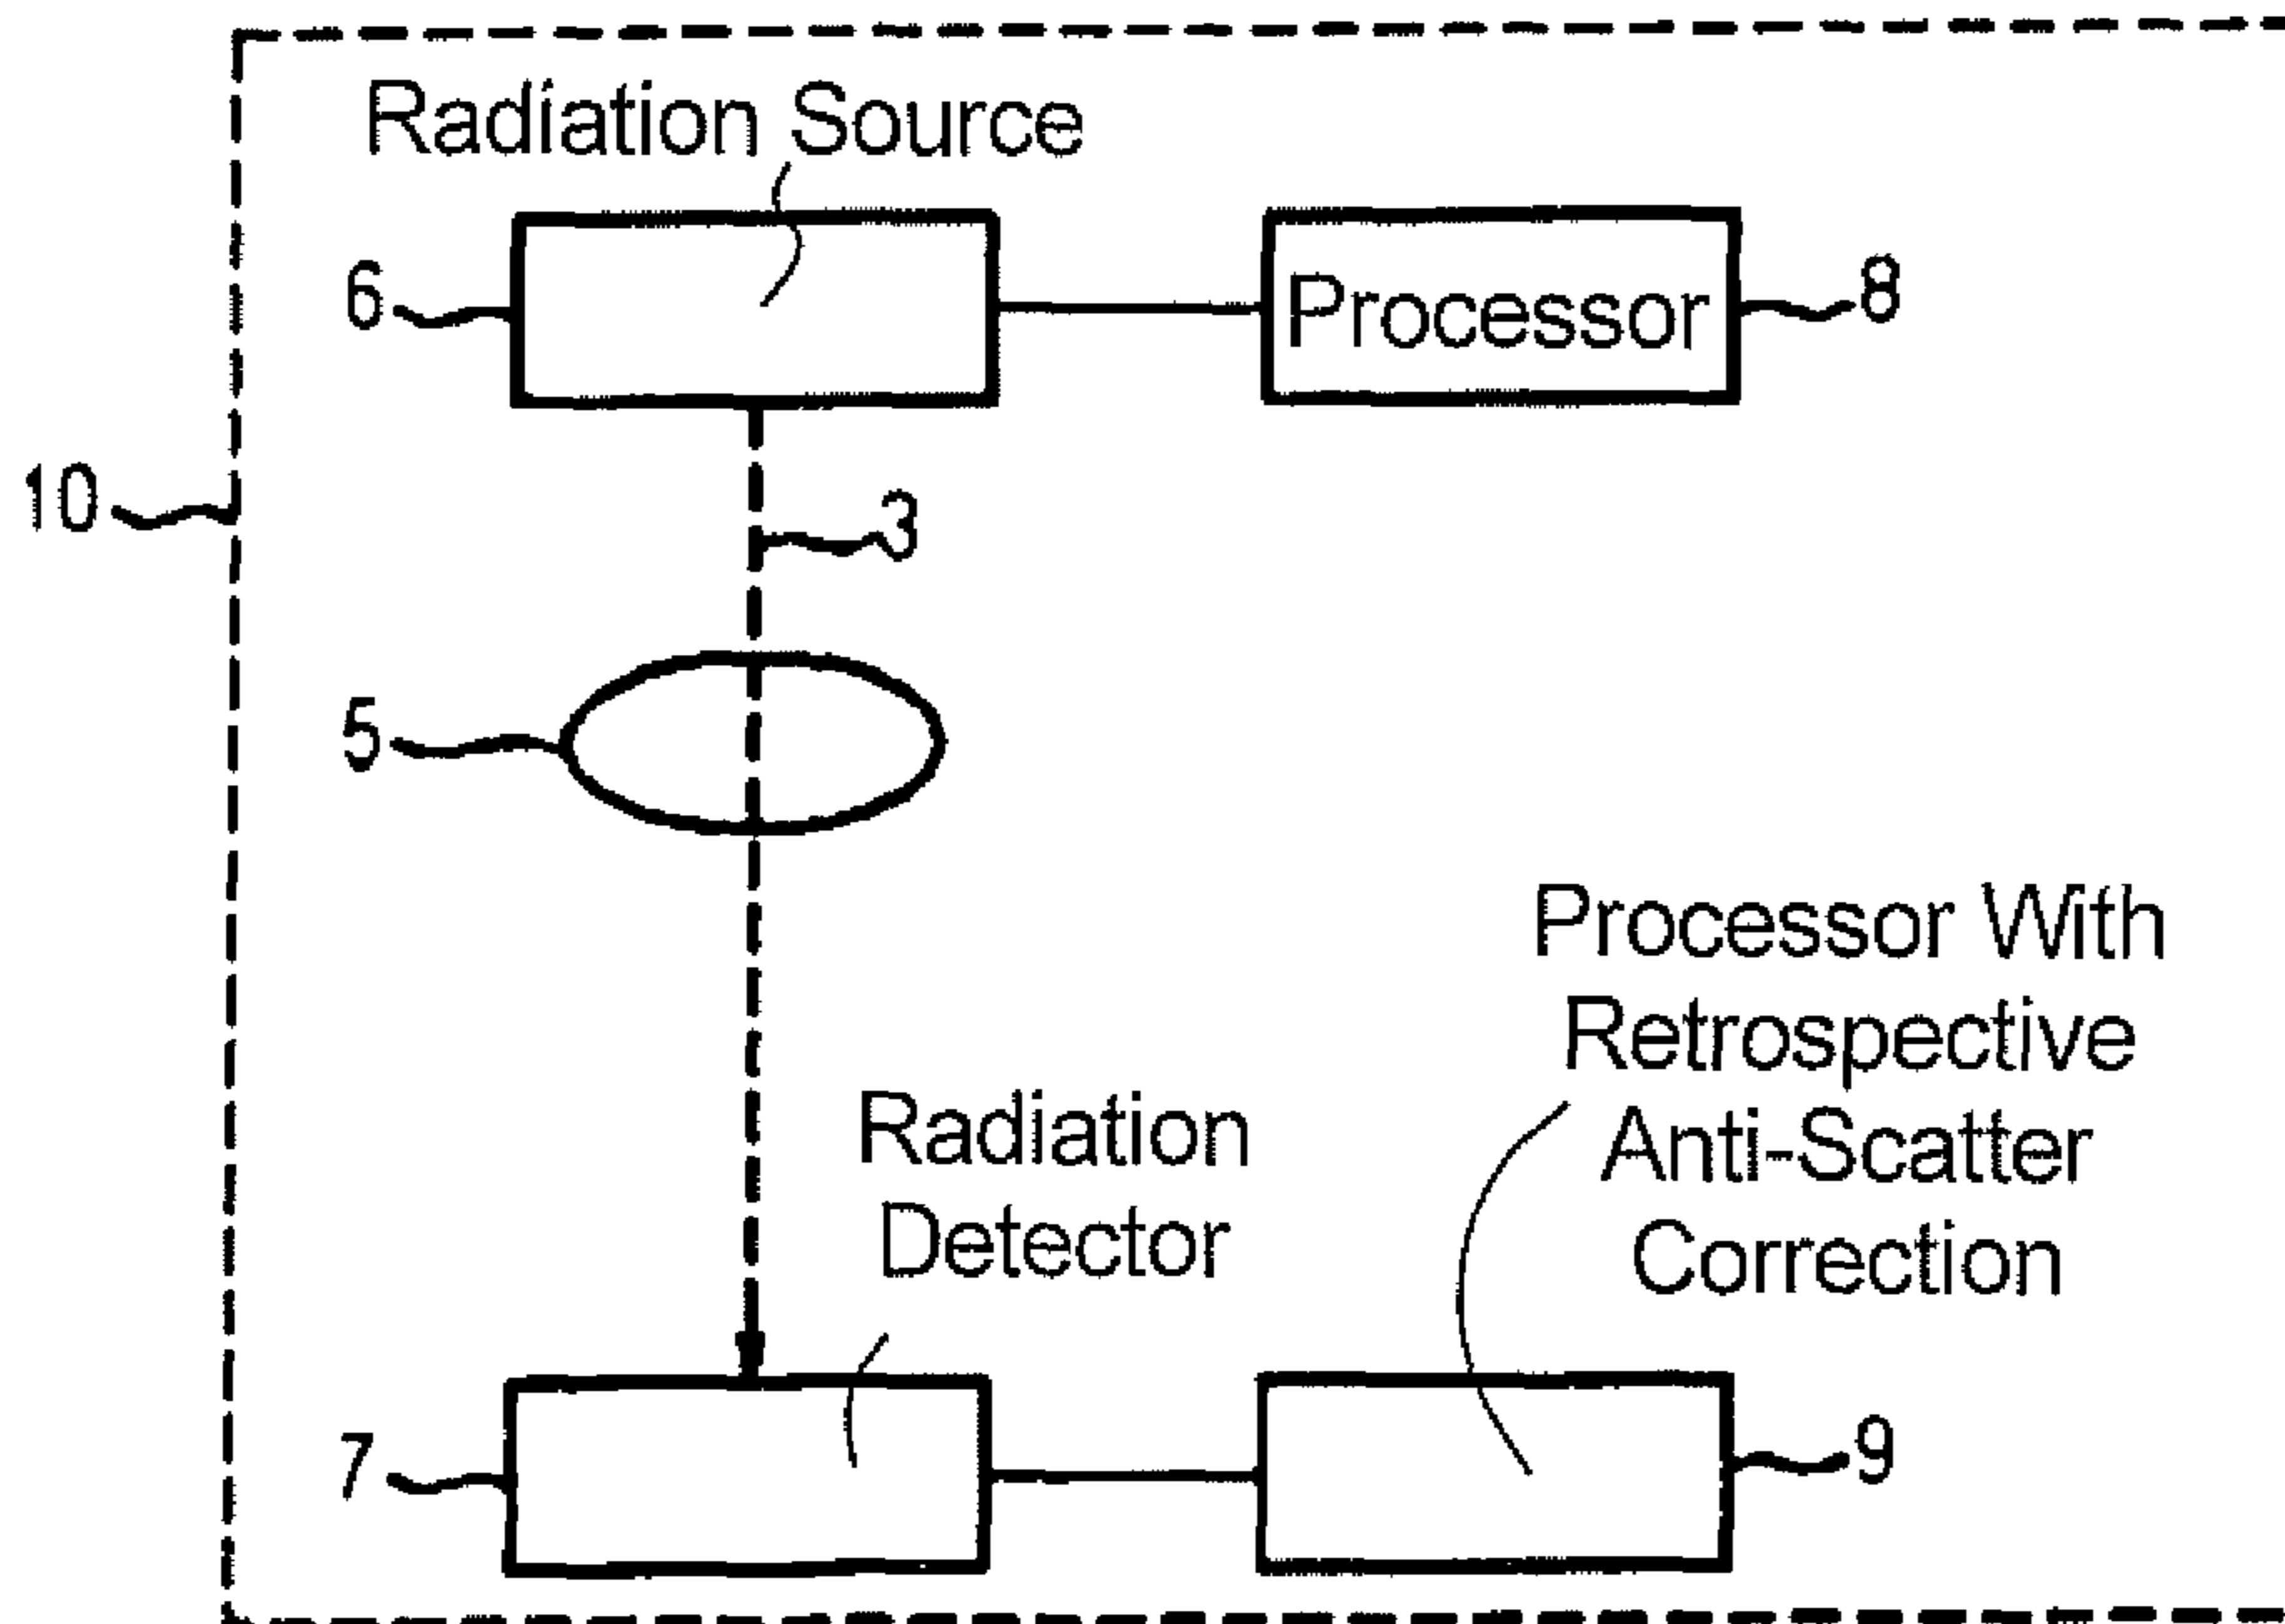 Radiation Source
6
Processor
8
10
3
5
Processor With
Retrospective
Anti-Scatter
Correction
Radiation
Detector
7
9